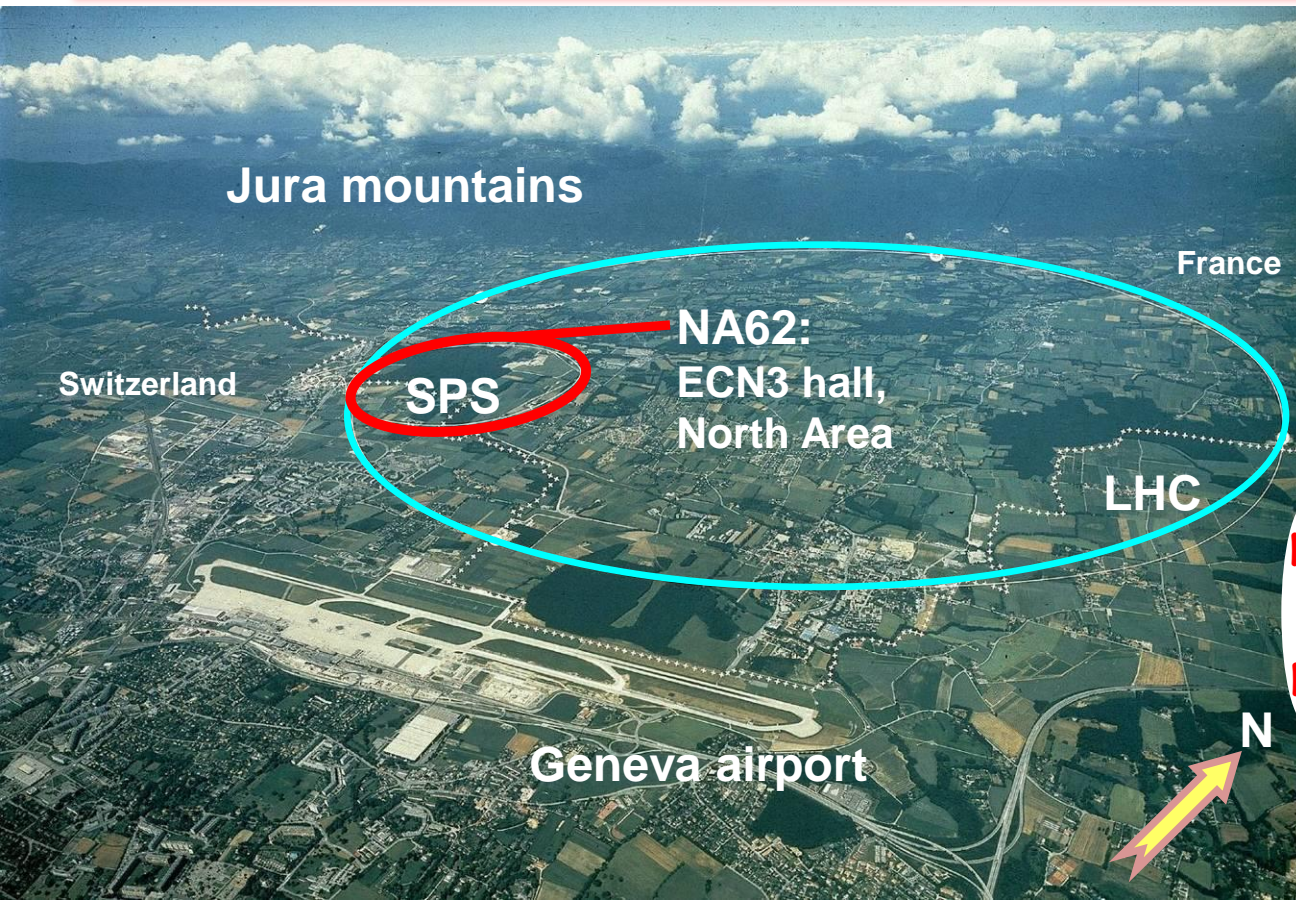 Jura mountains
France
NA62:
ECN3 hall,
North Area
Switzerland
SPS
LHC
N
Geneva airport